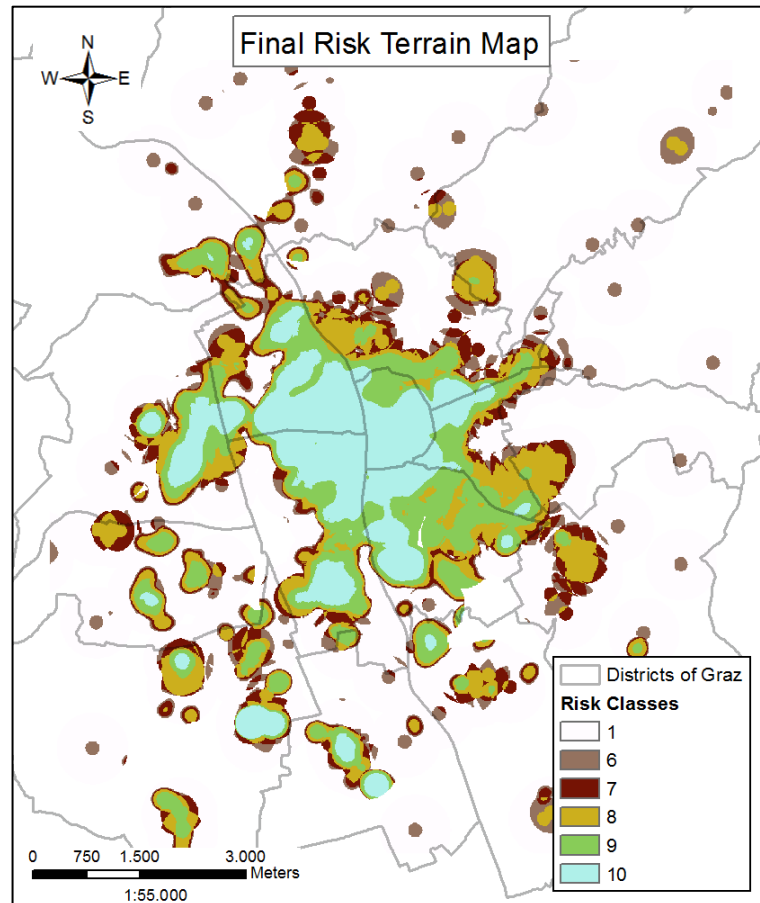 Final Risk Terrain Map
N
W E
S
Districts of Graz
Risk Classes
1
6
7
8
9
10
0 750 1.500 3.000
Meters
1:55.000